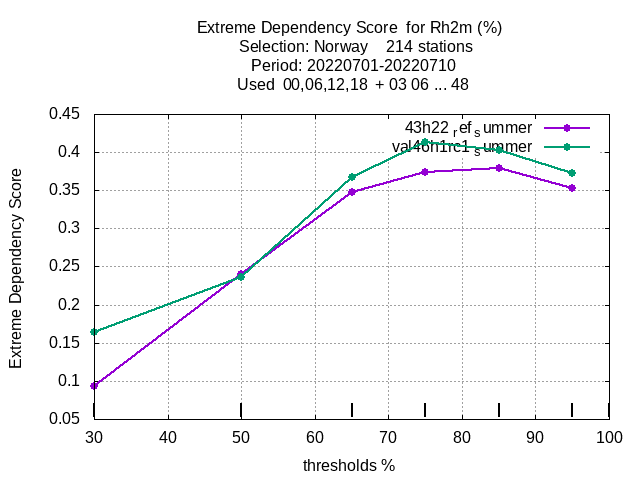 Extreme Dependency Score for Rh2m (%)
Selection: Norway 214 stations
Period: 20220701-20220710
Used 00,06,12,18 + 03 06 ... 48
43h22 ref summer
val46h1rc1 summer
Extreme Dependency Score
0.45
0.4
0.35
0.3
0.25
0.2
0.15
0.1
0.05
30 40 50 60 70 80 90 100
thresholds %